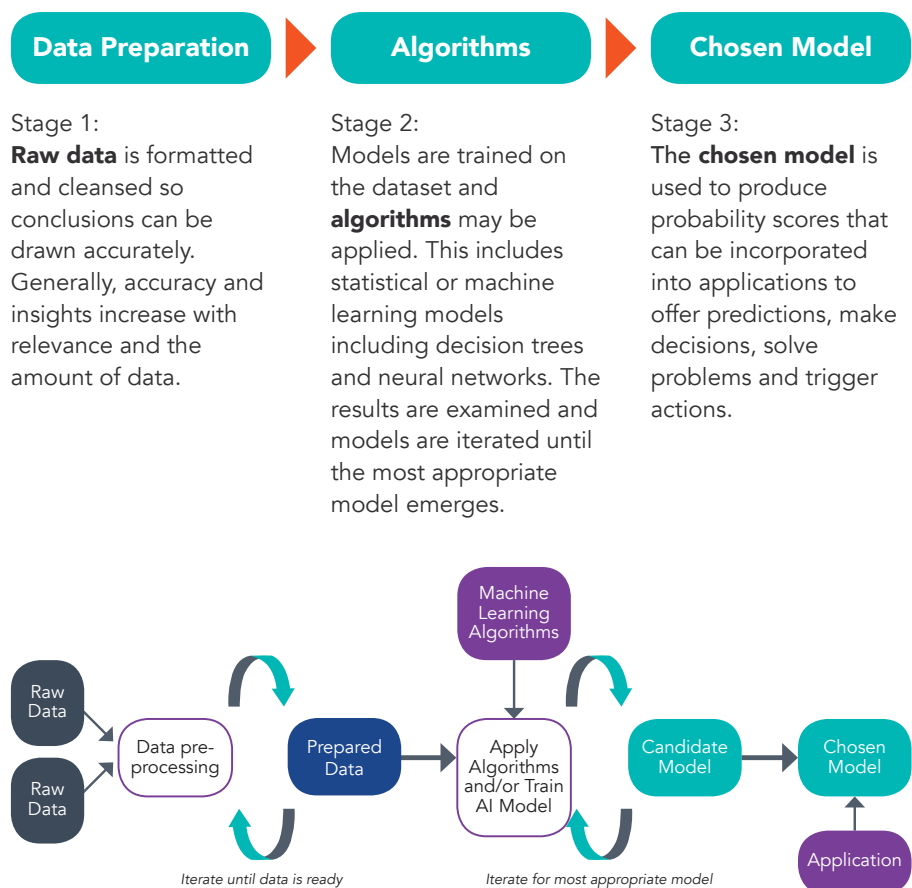 Data Preparation
Algorithms
Chosen Model
Stage 1:
Raw data is formatted
and cleansed so
conclusions can be
drawn accurately.
Generally, accuracy and
insights increase with
relevance and the
amount of data.
Stage 2:
Models are trained on
the dataset and
algorithms may be
applied. This includes
statistical or machine
learning models
including decision trees
and neural networks. The
results are examined and
models are iterated until
the most appropriate
model emerges.
Stage 3:
The chosen model is
used to produce
probability scores that
can be incorporated
into applications to
offer predictions, make
decisions, solve
problems and trigger
actions.
Machine
Learning
Algorithms
Raw
Data
Raw
Data
Data pre-
processing
Prepared
Data
Apply
Algorithms
and/or Train
AI Model
Candidate
Model
Chosen
Model
Application
Iterate until data is ready
Iterate for most appropriate model